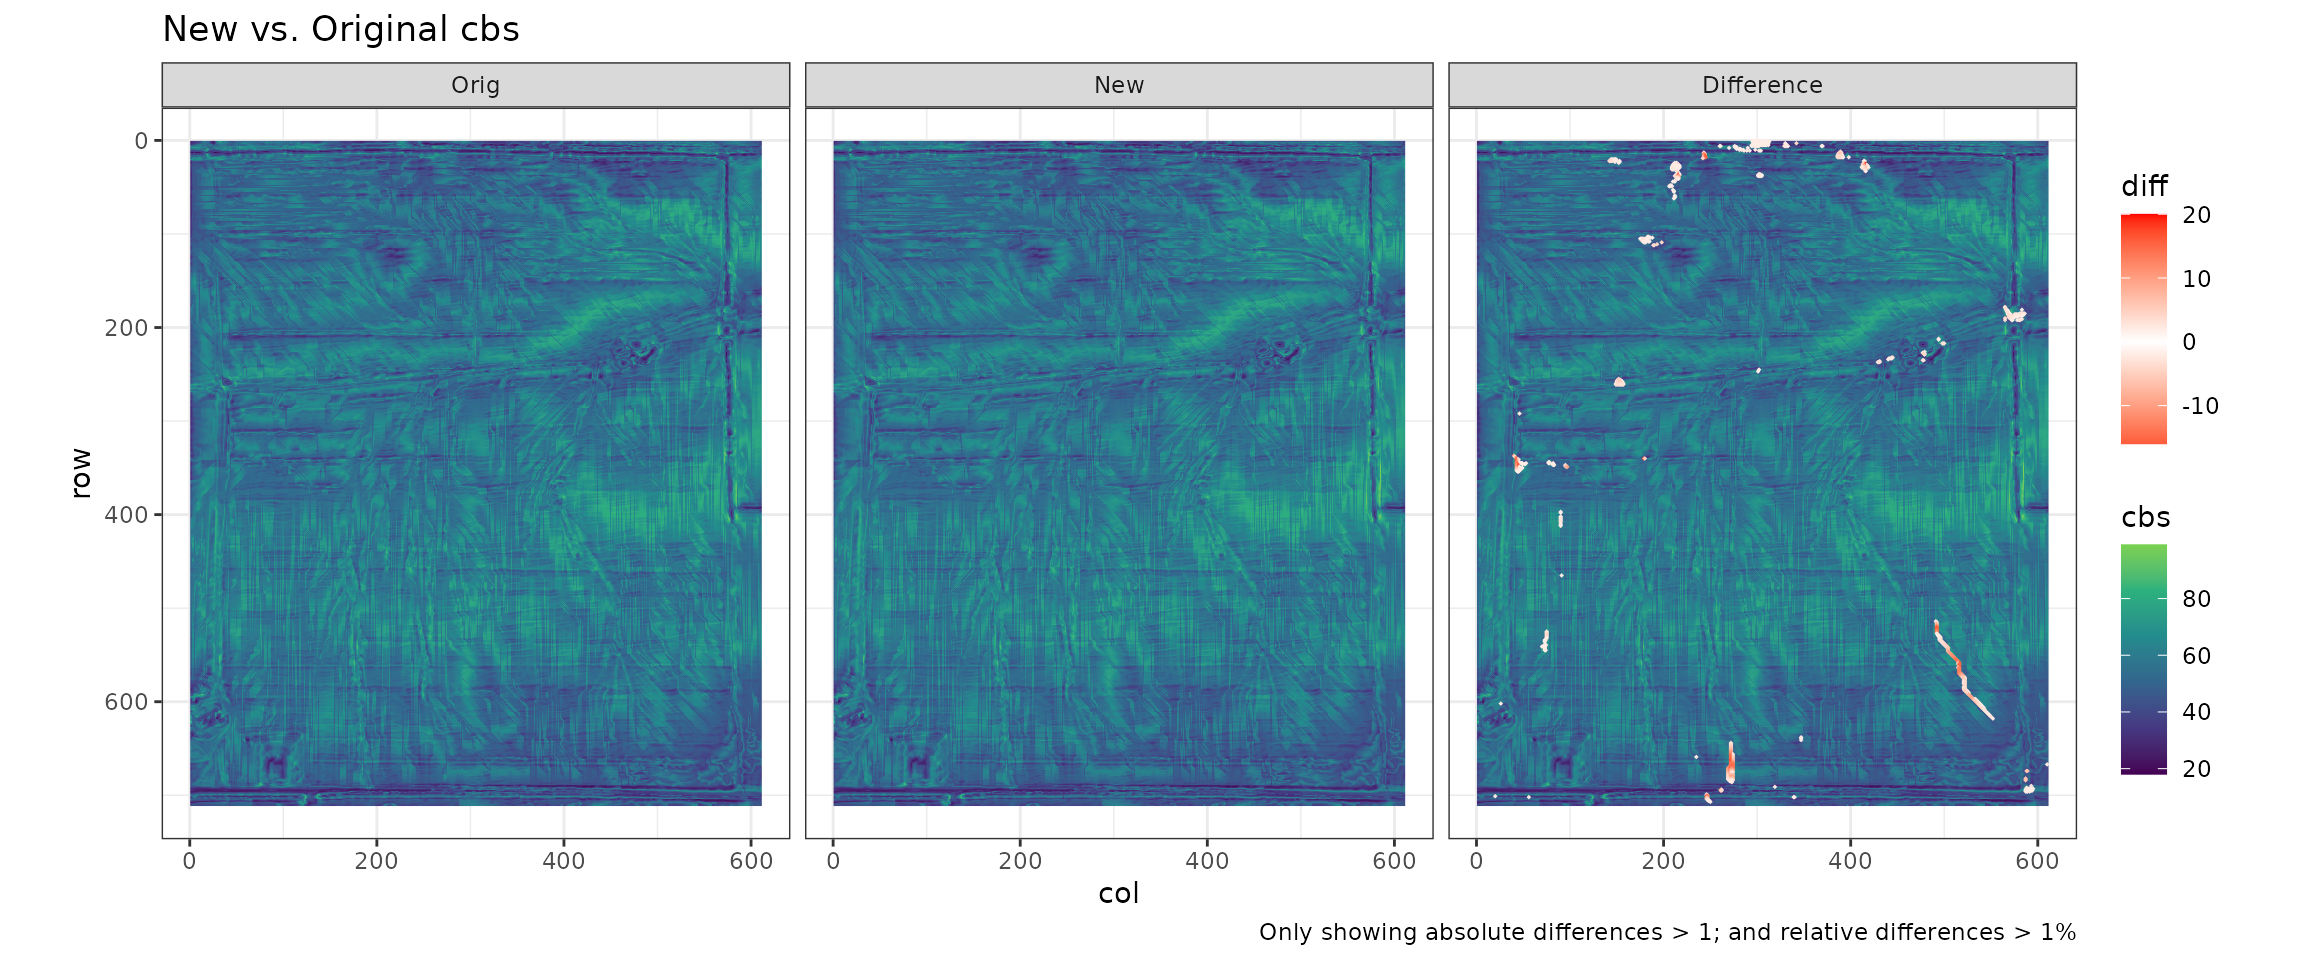 New vs. Original cbs
Orig New Difference
row
0
200
400
600
0 200 400 600 0 200 400 600 0 200 400 600
col
diff
20
10
0
-10
cbs
80
60
40
20
Only showing absolute differences > 1; and relative differences > 1%